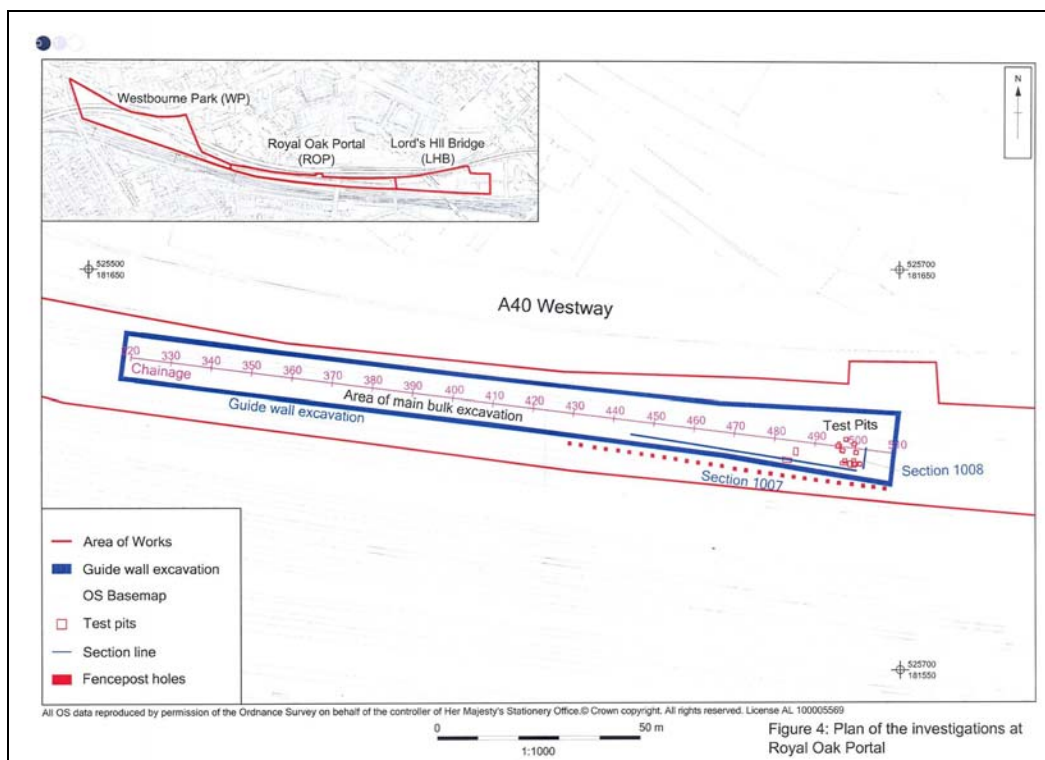 Westbourne Park (WP)
Royal Oak Portal
(ROP)
Lord's Hll Bridge
(LHB)
N
525500
181650
525700
181650
A40 Westway
320 330 340 350 360 370 380 390 400 410 420 430 440 450 460 470 480 490 500 510
Chainage
Area of main bulk excavation
Guide wall excavation
Test Pits
Section 1007
Section 1008
Area of Works
Guide wall excavation
OS Basemap
Test pits
Section line
Fencepost holes
525700
181550
All OS data reproduced by permission of the Ordnance Survey on behalf of the controller of Her Majesty's Stationery Office.© Crown copyright. All rights reserved. License AL 100005569
0 50 m
1:1000
Figure 4: Plan of the investigations at
Royal Oak Portal